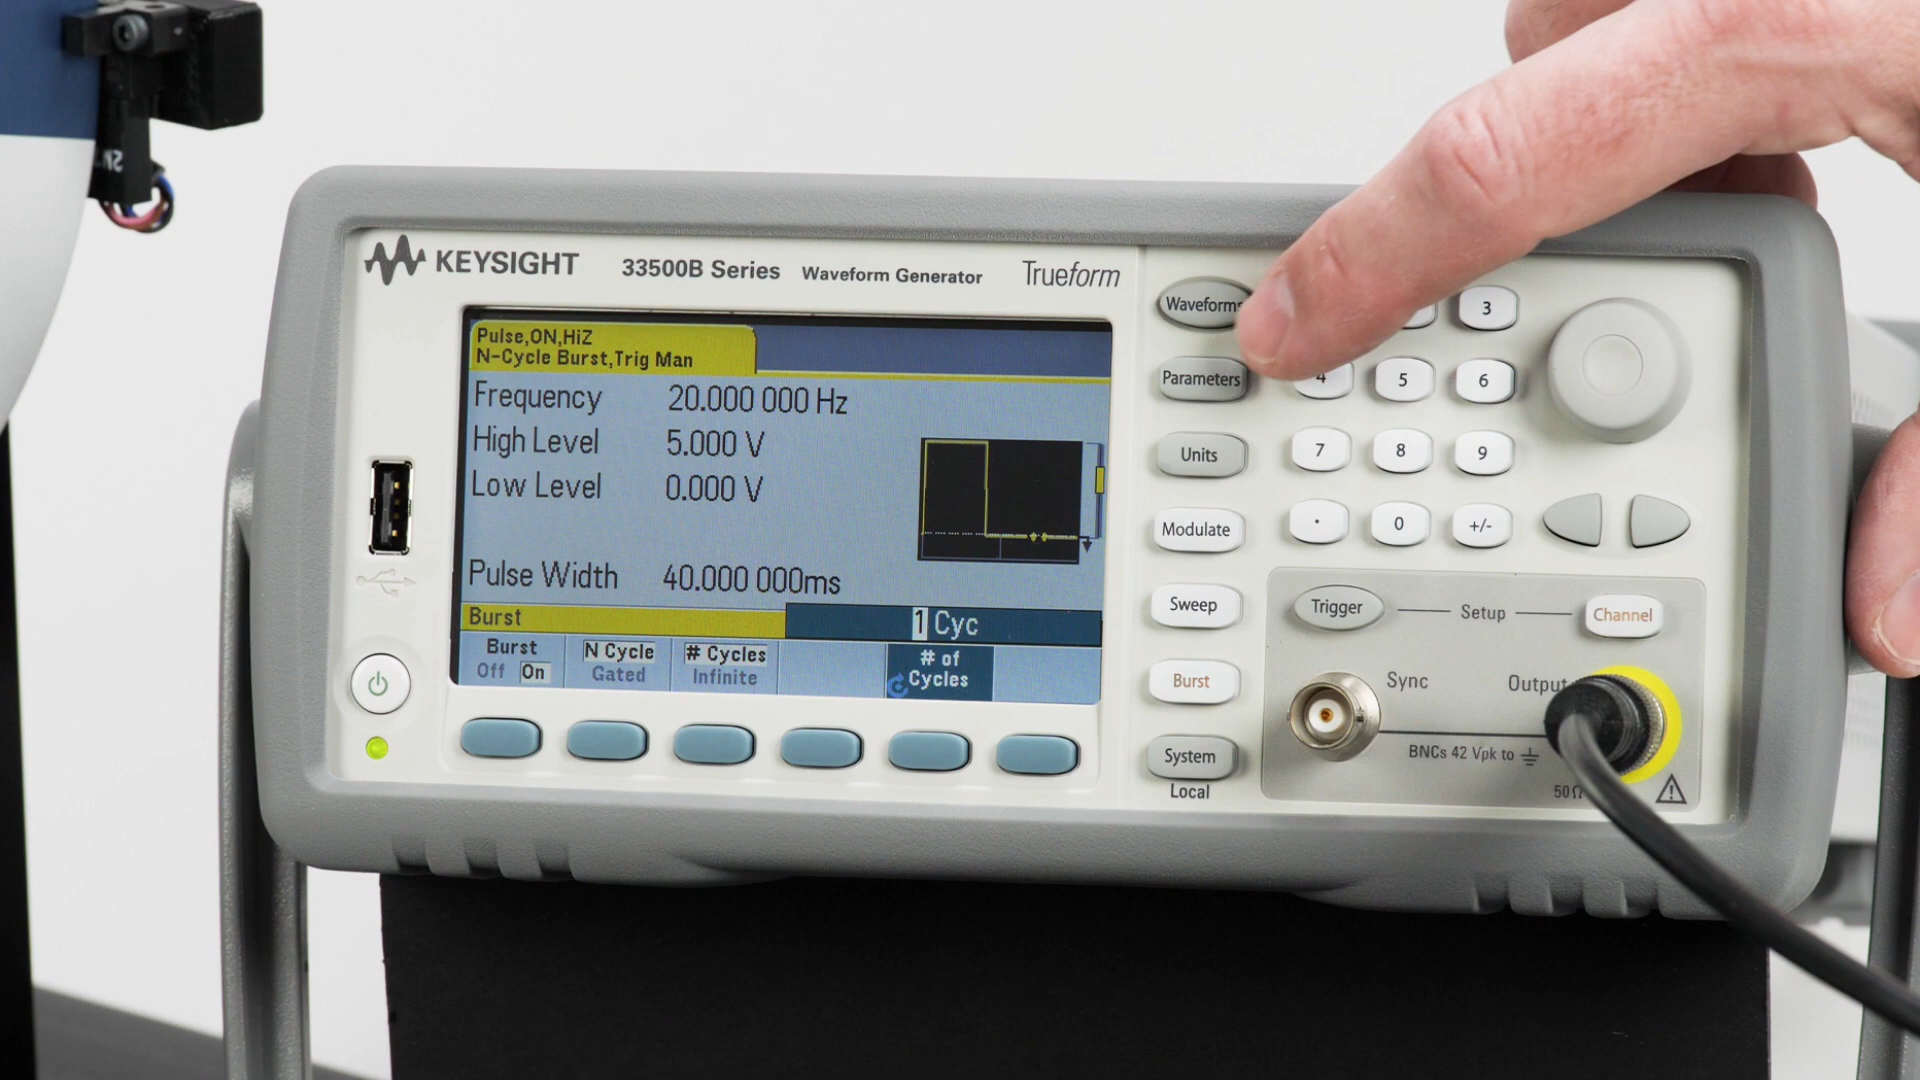 KEYSIGHT 33500B Series Waveform Generator Trueform
Pulse,ON,HiZ
N-Cycle Burst,Trig Man
Frequency 20.000 000 Hz
High Level 5.000 V
Low Level 0.000 V
Pulse Width 40.000 000ms
Burst 1 Cyc
Burst
Off On
N Cycle
Gated
# Cycles
Infinite
# of
Cycles
Waveforms
3
Parameters
4 5 6
Units
7 8 9
Modulate
. 0 +/-
Sweep
Trigger Setup Channel
Burst
Sync Output
System
Local
BNCs 42 Vpk to
50Ω